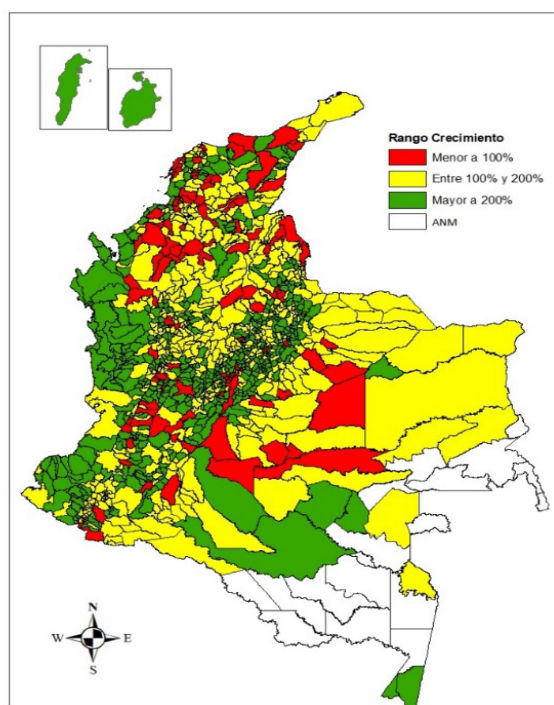 Rango Crecimiento
Menor a 100%
Entre 100% y 200%
Mayor a 200%
ANM
N
W E
S